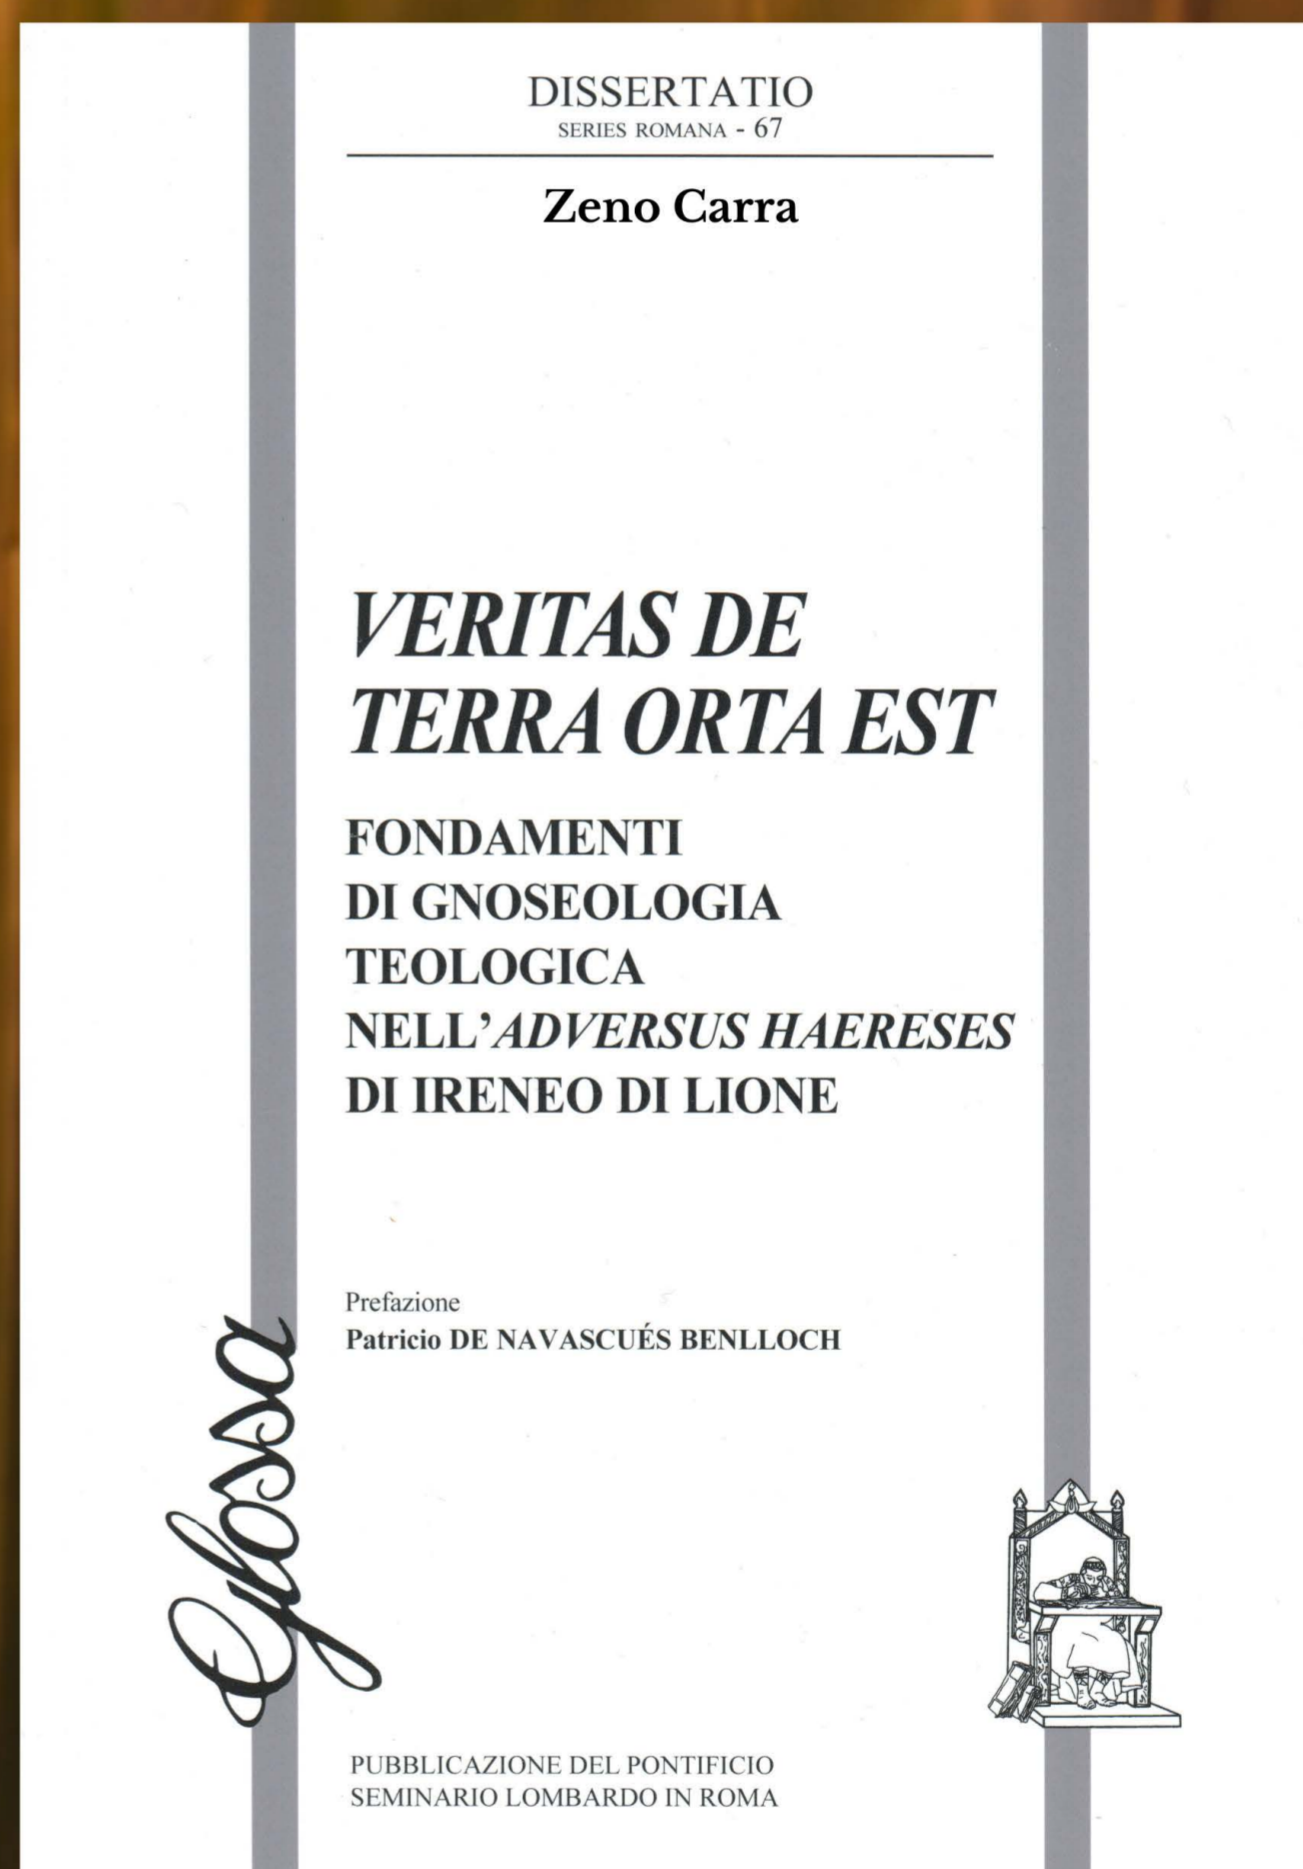 DISSERTATIO
SERIES ROMANA - 67
Zeno Carra
VERITAS DE
TERRA ORTA EST
FONDAMENTI
DI GNOSEOLOGIA
TEOLOGICA
NELL’ADVERSUS HAERESES
DI IRENEO DI LIONE
Prefazione
Patricio DE NAVASCUÉS BENLLOCH
Glossa
PUBBLICAZIONE DEL PONTIFICIO
SEMINARIO LOMBARDO IN ROMA